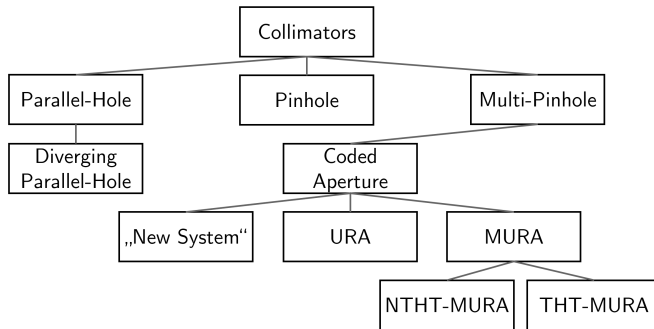 Collimators
Parallel-Hole
Pinhole
Multi-Pinhole
Diverging
Parallel-Hole
Coded
Aperture
„New System“
URA
MURA
NTHT-MURA
THT-MURA